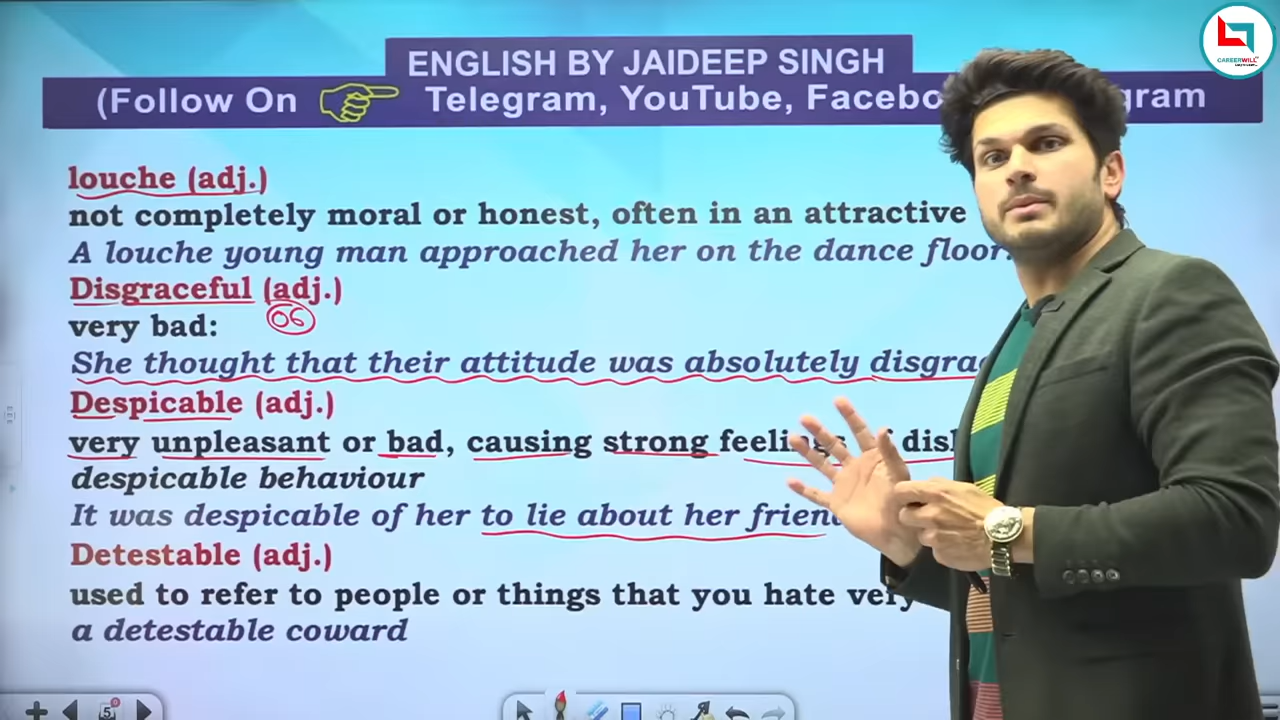 CAREERWILL
ENGLISH BY JAIDEEP SINGH
(Follow On Telegram, YouTube, Facebo gram
louche (adj.)
not completely moral or honest, often in an attractive
A louche young man approached her on the dance floor.
Disgraceful (adj.)
06
very bad:
She thought that their attitude was absolutely disgra
Despicable (adj.)
very unpleasant or bad, causing strong feelings of disl
despicable behaviour
It was despicable of her to lie about her frien
Detestable (adj.)
used to refer to people or things that you hate very
a detestable coward
5